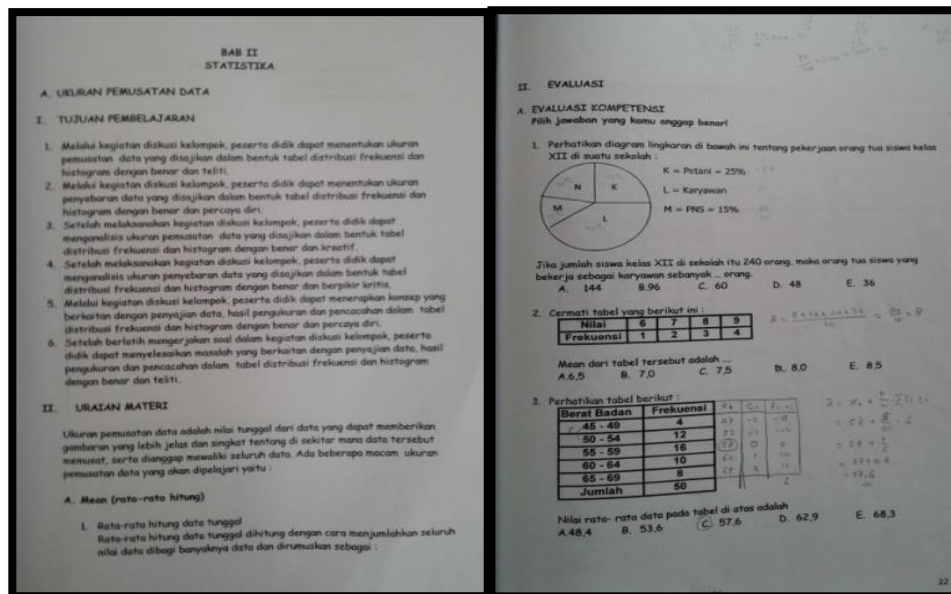 BAB II
STATISTIKA
A. UKURAN PEMUSATAN DATA
I. TUJUAN PEMBELAJARAN
1. Melalui kegiatan diskusi kelompok, peserta didik dapat menentukan ukuran
pemusatan data yang disajikan dalam bentuk tabel distribusi frekuensi dan
histogram dengan benar dan teliti.
2. Melalui kegiatan diskusi kelompok, peserta didik dapat menentukan ukuran
penyebaran data yang disajikan dalam bentuk tabel distribusi frekuensi dan
histogram dengan benar dan percaya diri.
3. Setelah melaksanakan kegiatan diskusi kelompok, peserta didik dapat
menganalisis ukuran pemusatan data yang disajikan dalam bentuk tabel
distribusi frekuensi dan histogram dengan benar dan kreatif.
4. Setelah melaksanakan kegiatan diskusi kelompok, peserta didik dapat
menganalisis ukuran penyebaran data yang disajikan dalam bentuk tabel
distribusi frekuensi dan histogram dengan benar dan berpikir kritis.
5. Melalui kegiatan diskusi kelompok, peserta didik dapat menerapkan konsep yang
berkaitan dengan penyajian data, hasil pengukuran dan pencacahan dalam tabel
distribusi frekuensi dan histogram dengan benar dan percaya diri.
6. Setelah berlatih mengerjakan soal dalam kegiatan diskusi kelompok, peserta
didik dapat menyelesaikan masalah yang berkaitan dengan penyajian data, hasil
pengukuran dan pencacahan dalam tabel distribusi frekuensi dan histogram
dengan benar dan teliti.
II. URAIAN MATERI
Ukuran pemusatan data adalah nilai tunggal dari data yang dapat memberikan
gambaran yang lebih jelas dan singkat tentang di sekitar mana data tersebut
memusat, serta dianggap mewakili seluruh data. Ada beberapa macam ukuran
pemusatan data yang akan dipelajari yaitu :
A. Mean (rata-rata hitung)
1. Rata-rata hitung data tunggal
Rata-rata hitung data tunggal dihitung dengan cara menjumlahkan seluruh
nilai data dibagi banyaknya data dan dirumuskan sebagai :
II. EVALUASI
A. EVALUASI KOMPETENSI
Pilih jawaban yang kamu anggap benar!
1. Perhatikan diagram lingkaran di bawah ini tentang pekerjaan orang tua siswa kelas
XII di suatu sekolah :
N K
M L
K = Petani = 25%
L = Karyawan
M = PNS = 15%
Jika jumlah siswa kelas XII di sekolah itu 240 orang, maka orang tua siswa yang
bekerja sebagai karyawan sebanyak ... orang.
A. 144 B.96 C. 60 D. 48 E. 36
2. Cermati tabel yang berikut ini :
Nilai 6 7 8 9
Frekuensi 1 2 3 4
Mean dari tabel tersebut adalah ...
A.6,5 B. 7,0 C. 7,5 D. 8,0 E. 8,5
3. Perhatikan tabel berikut :
Berat Badan Frekuensi
45 - 49 4
50 - 54 12
55 - 59 16
60 - 64 10
65 - 69 8
Jumlah 50
Nilai rata- rata data pada tabel di atas adalah
A.48,4 B. 53,6 C. 57,6 D. 62,9 E. 68,3
22